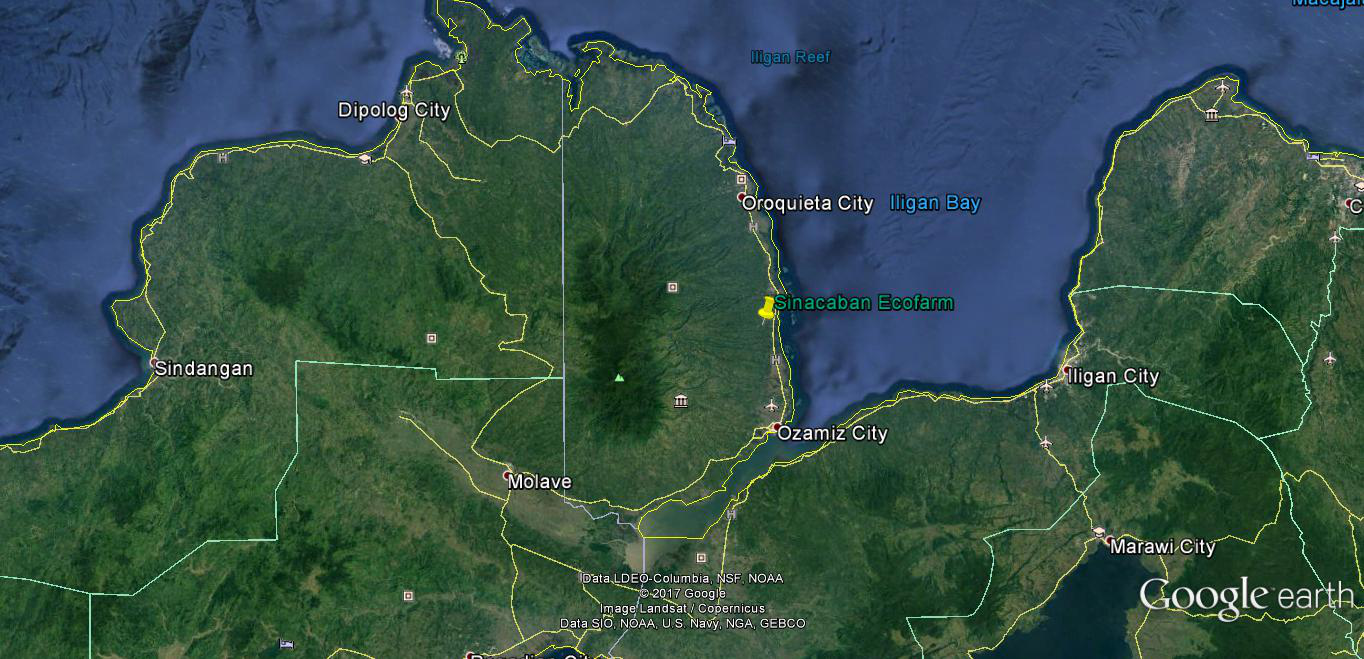 Iligan Reef
Dipolog City
Oroquieta City
Iligan Bay
Sinacaban Ecofarm
Sindangan
Iligan City
Ozamiz City
Molave
Marawi City
Data LDEO-Columbia, NSF, NOAA
© 2017 Google
Image Landsat / Copernicus
Data SIO, NOAA, U.S. Navy, NGA, GEBCO
Google earth